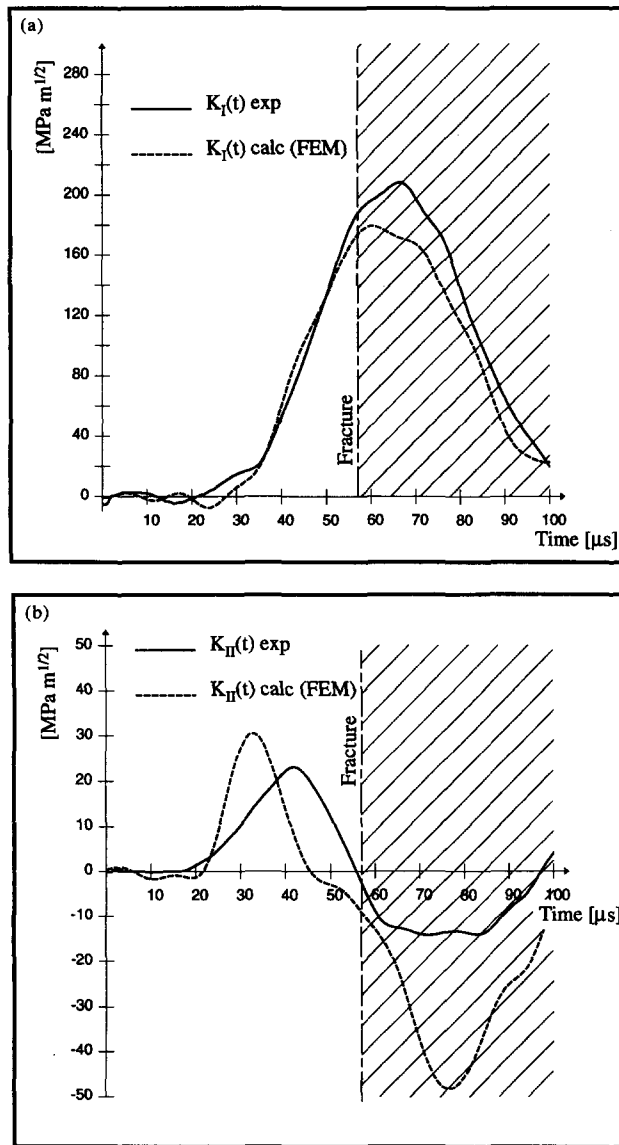 (a)
[MPa m1/2]
280
240
200
160
120
80
40
0
KI(t) exp
KI(t) calc (FEM)
Fracture
10 20 30 40 50 60 70 80 90 100
Time [μs]
(b)
[MPa m1/2]
50
40
30
20
10
0
-10
-20
-30
-40
-50
KII(t) exp
KII(t) calc (FEM)
Fracture
10 20 30 40 50 60 70 80 90 100
Time [μs]